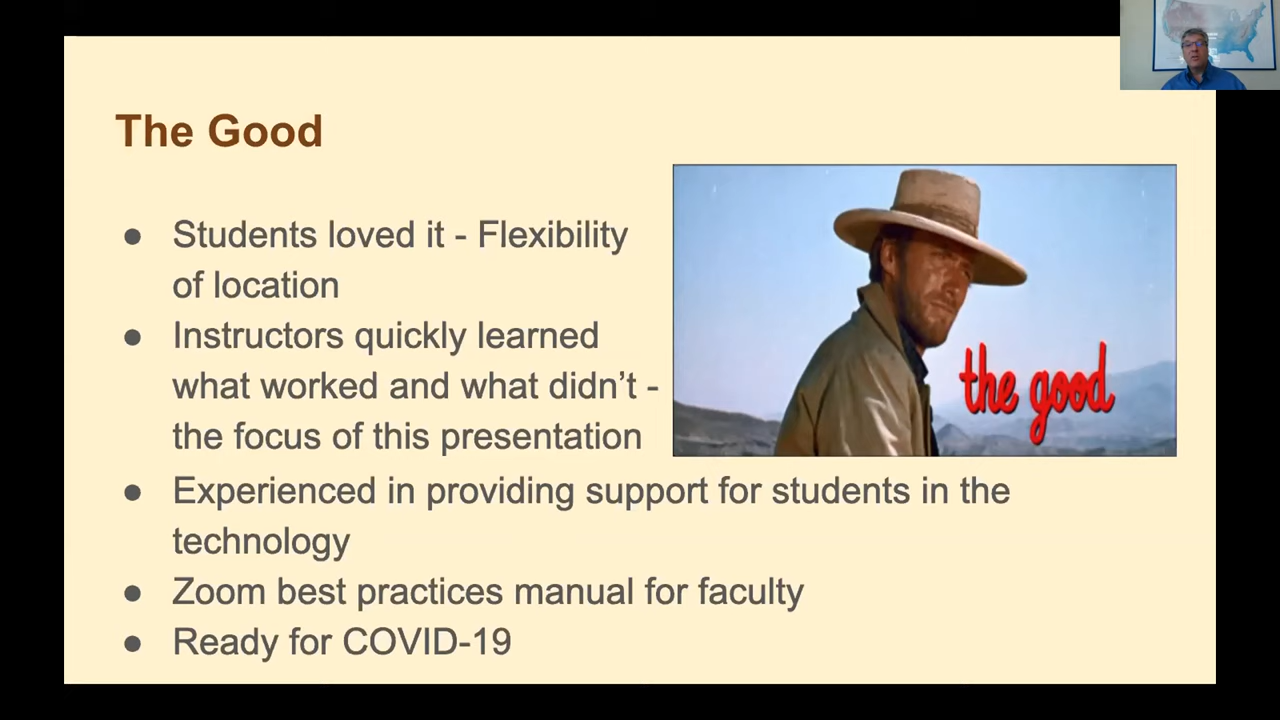 The Good
● Students loved it - Flexibility
of location
● Instructors quickly learned
what worked and what didn’t -
the focus of this presentation
● Experienced in providing support for students in the
technology
● Zoom best practices manual for faculty
● Ready for COVID-19
the good